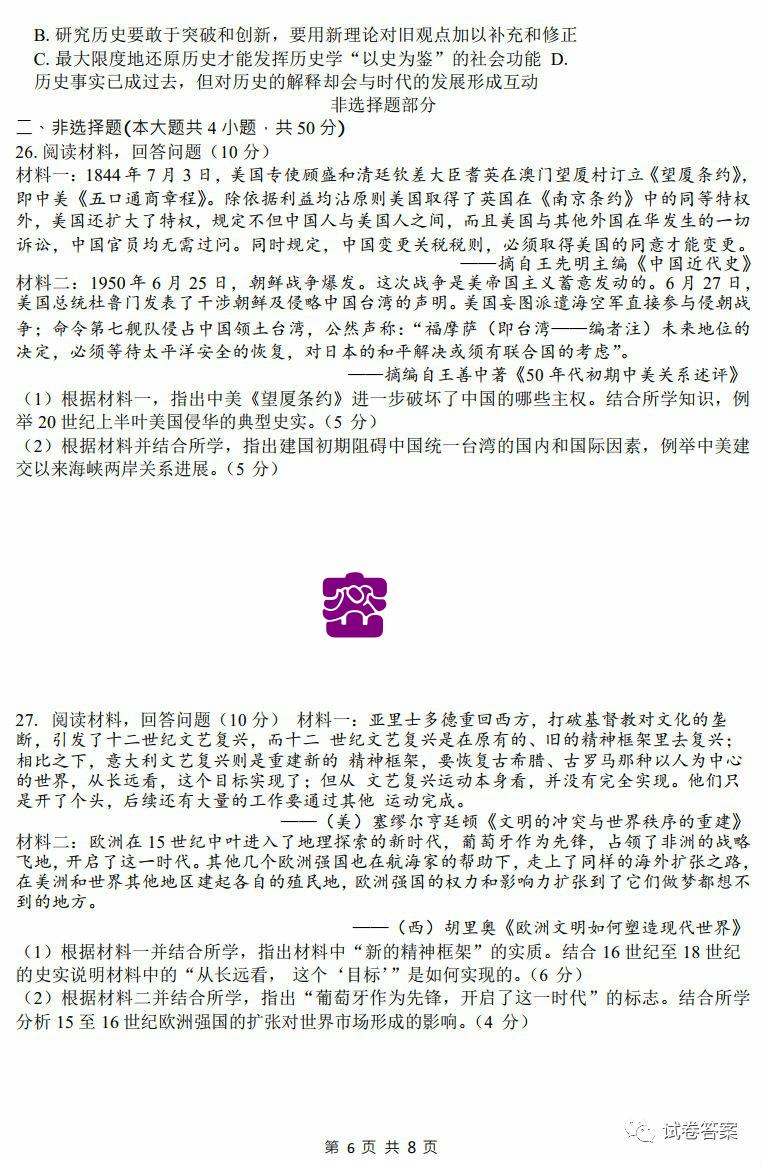 B. 研究历史要敢于突破和创新，要用新理论对旧观点加以补充和修正
C. 最大限度地还原历史才能发挥历史学“以史为鉴”的社会功能 D.
历史事实已成过去，但对历史的解释却会与时代的发展形成互动
非选择题部分
二、非选择题(本大题共 4 小题，共 50 分)
26. 阅读材料，回答问题（10 分）
材料一：1844 年 7 月 3 日，美国专使顾盛和清廷钦差大臣耆英在澳门望厦村订立《望厦条约》，
即中美《五口通商章程》。除依据利益均沾原则美国取得了英国在《南京条约》中的同等特权
外，美国还扩大了特权，规定不但中国人与美国人之间，而且美国与其他外国在华发生的一切
诉讼，中国官员均无需过问。同时规定，中国变更关税税则，必须取得美国的同意才能变更。
——摘自王先明主编《中国近代史》
材料二：1950 年 6 月 25 日，朝鲜战争爆发。这次战争是美帝国主义蓄意发动的。6 月 27 日，
美国总统杜鲁门发表了干涉朝鲜及侵略中国台湾的声明。美国妄图派遣海空军直接参与侵朝战
争；命令第七舰队侵占中国领土台湾，公然声称：“福摩萨（即台湾——编者注）未来地位的
决定，必须等待太平洋安全的恢复，对日本的和平解决或须有联合国的考虑”。
——摘编自王善中著《50 年代初期中美关系述评》
（1）根据材料一，指出中美《望厦条约》进一步破坏了中国的哪些主权。结合所学知识，例
举 20 世纪上半叶美国侵华的典型史实。（5 分）
（2）根据材料并结合所学，指出建国初期阻碍中国统一台湾的国内和国际因素，例举中美建
交以来海峡两岸关系进展。（5 分）
密
27. 阅读材料，回答问题（10 分） 材料一：亚里士多德重回西方，打破基督教对文化的垄
断，引发了十二世纪文艺复兴，而十二 世纪文艺复兴是在原有的、旧的精神框架里去复兴；
相比之下，意大利文艺复兴则是重建新的 精神框架，要恢复古希腊、古罗马那种以人为中心
的世界，从长远看，这个目标实现了；但从 文艺复兴运动本身看，并没有完全实现。他们只
是开了个头，后续还有大量的工作要通过其他 运动完成。
——（美）塞缪尔亨廷顿《文明的冲突与世界秩序的重建》
材料二：欧洲在 15 世纪中叶进入了地理探索的新时代，葡萄牙作为先锋，占领了非洲的战略
飞地，开启了这一时代。其他几个欧洲强国也在航海家的帮助下，走上了同样的海外扩张之路，
在美洲和世界其他地区建起各自的殖民地，欧洲强国的权力和影响力扩张到了它们做梦都想不
到的地方。
——（西）胡里奥《欧洲文明如何塑造现代世界》
（1）根据材料一并结合所学，指出材料中“新的精神框架”的实质。结合 16 世纪至 18 世纪
的史实说明材料中的“从长远看， 这个‘目标’”是如何实现的。（6 分）
（2）根据材料二并结合所学，指出“葡萄牙作为先锋，开启了这一时代”的标志。结合所学
分析 15 至 16 世纪欧洲强国的扩张对世界市场形成的影响。（4 分）
试卷答案
第 6 页 共 8 页